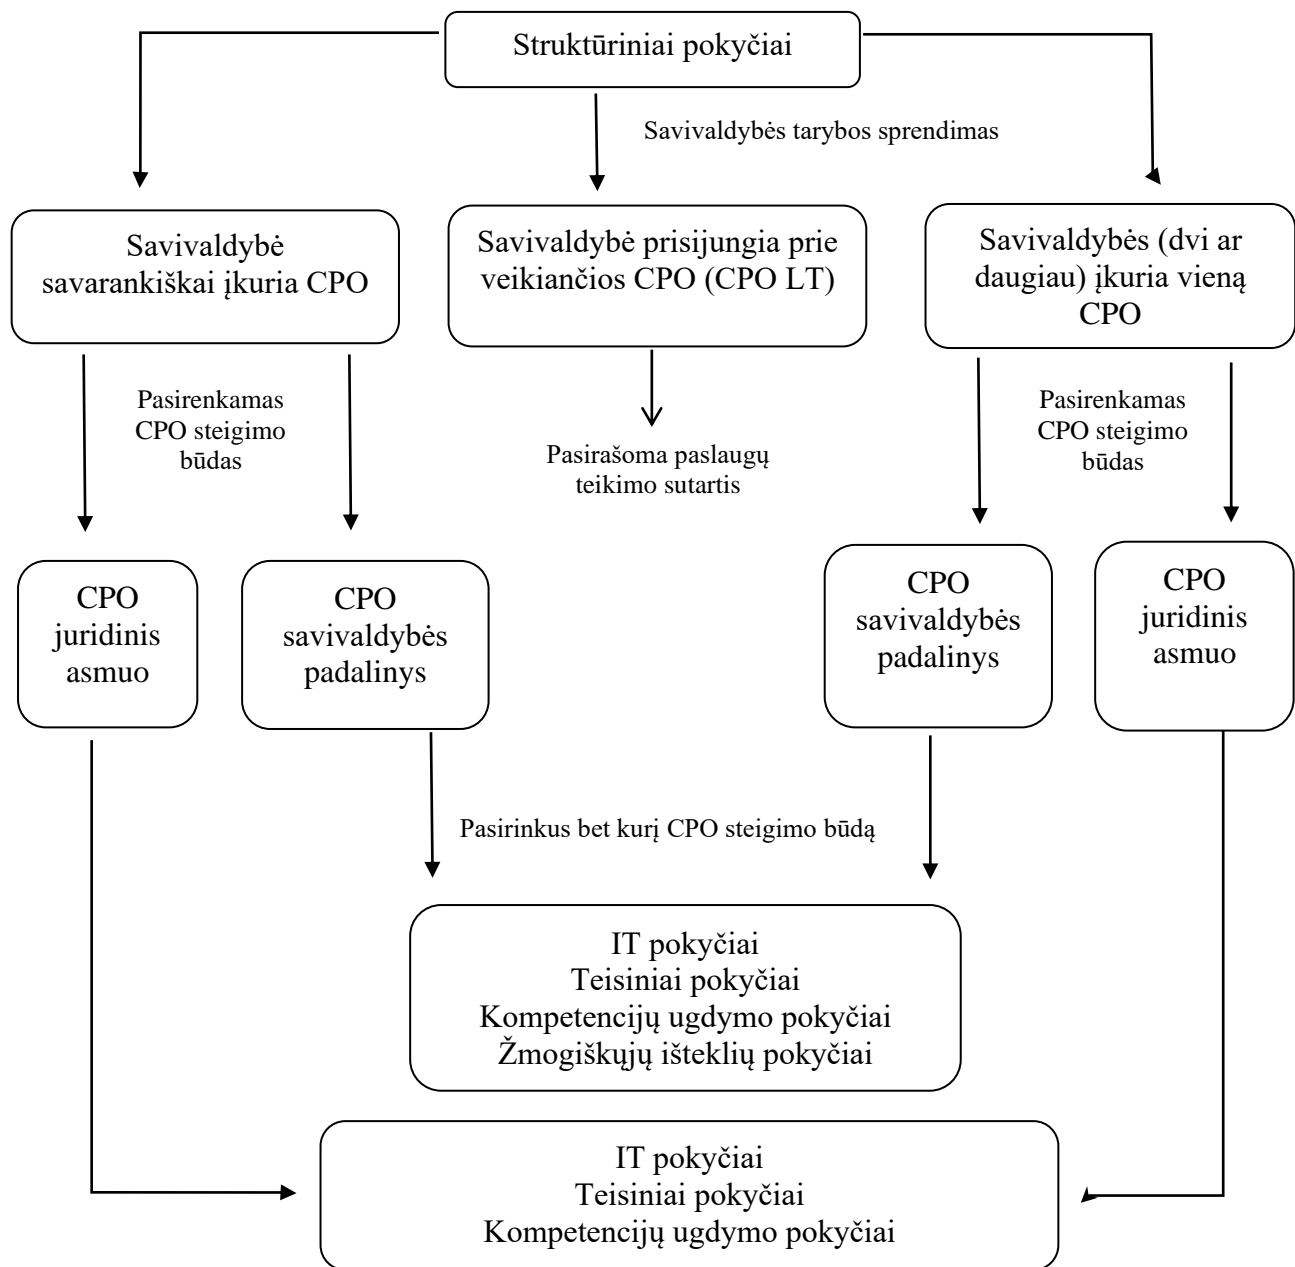 Struktūriniai pokyčiai
Savivaldybės tarybos sprendimas
Savivaldybė
savarankiškai įkuria CPO
Savivaldybė prisijungia prie
veikiančios CPO (CPO LT)
Savivaldybės (dvi ar
daugiau) įkuria vieną
CPO
Pasirenkamas
CPO steigimo
būdas
Pasirašoma paslaugų
teikimo sutartis
Pasirenkamas
CPO steigimo
būdas
CPO
juridinis
asmuo
CPO
savivaldybės
padalinys
CPO
savivaldybės
padalinys
CPO
juridinis
asmuo
Pasirinkus bet kurį CPO steigimo būdą
IT pokyčiai
Teisiniai pokyčiai
Kompetencijų ugdymo pokyčiai
Žmogiškųjų išteklių pokyčiai
IT pokyčiai
Teisiniai pokyčiai
Kompetencijų ugdymo pokyčiai